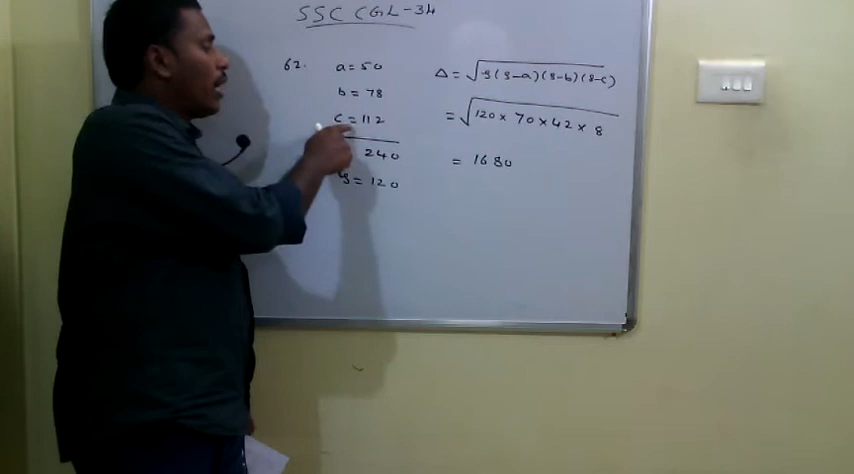 SSC CGL-34
62. a = 50
b = 78
c = 112
240
s = 120
Δ = √s(s-a)(s-b)(s-c)
= √120 × 70 × 42 × 8
= 1680